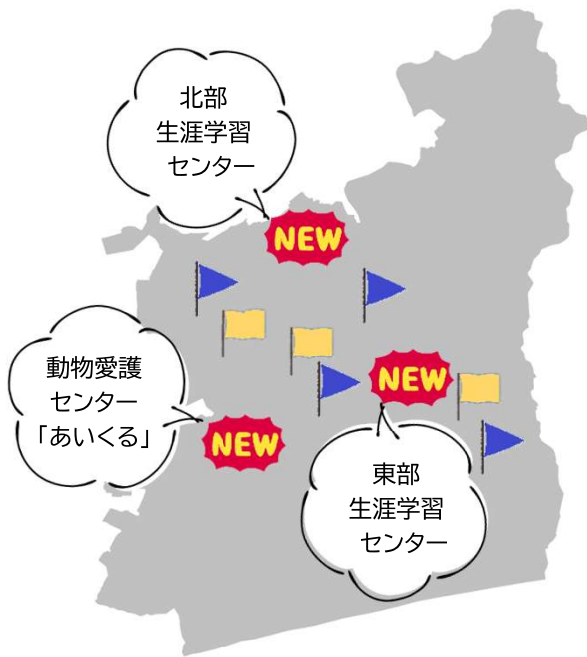 北部
生涯学習
センター
NEW
動物愛護
センター
「あいくる」
NEW
NEW
東部
生涯学習
センター